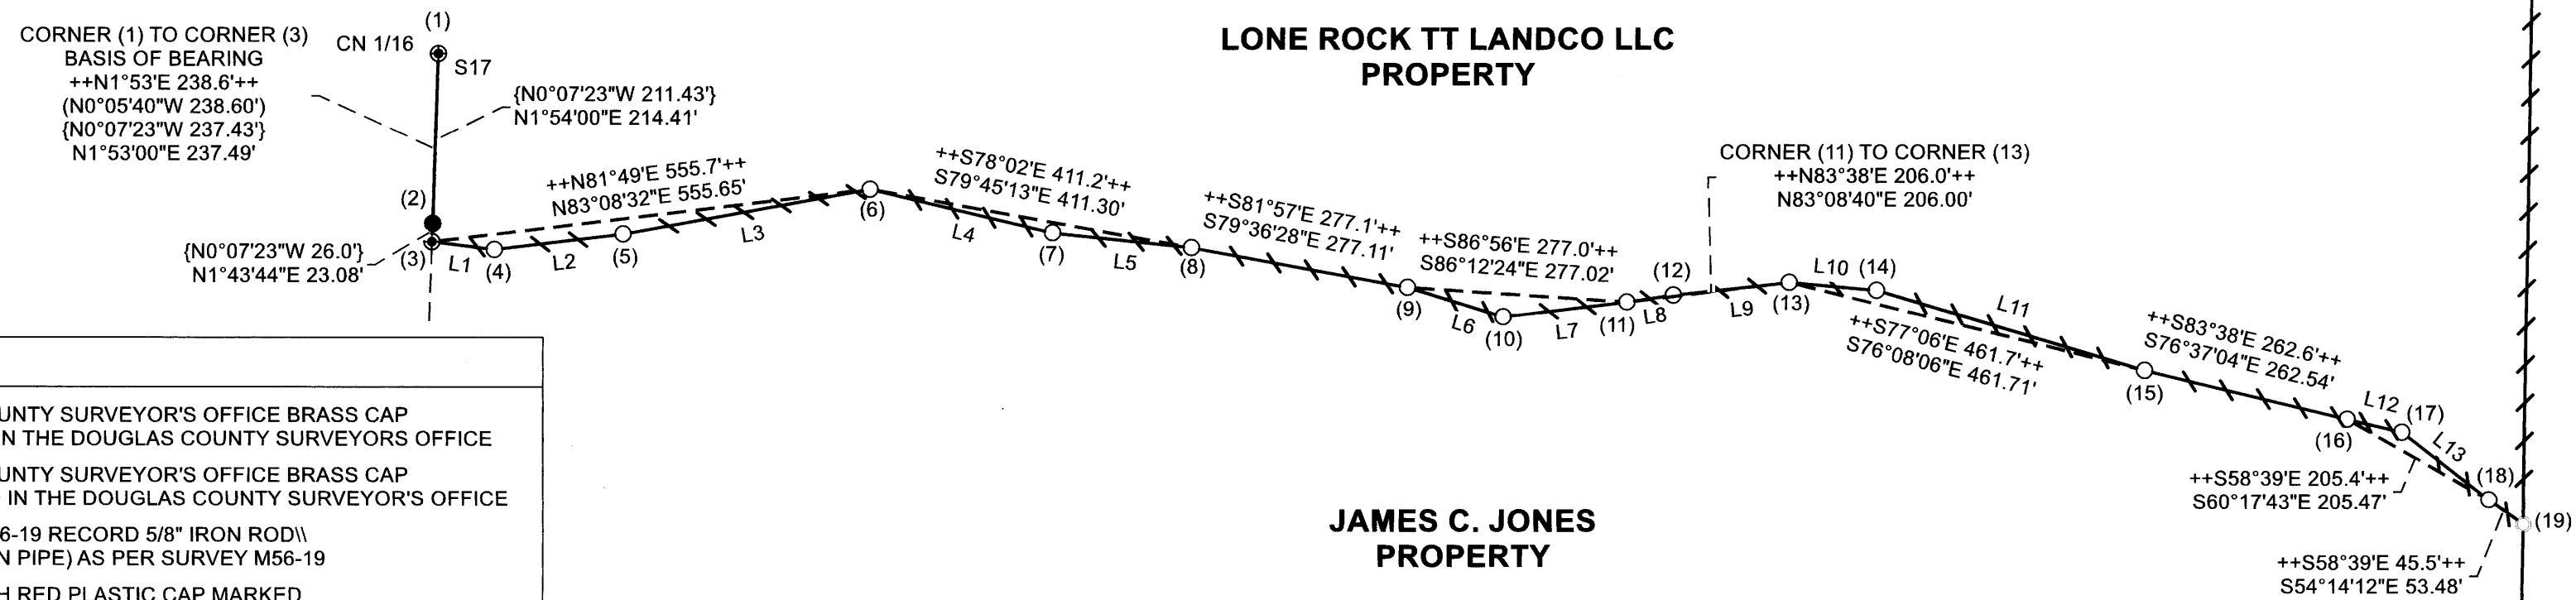 CORNER (1) TO CORNER (3)
BASIS OF BEARING
++N1°53'E 238.6'++
(N0°05'40"W 238.60')
{N0°07'23"W 237.43'}
N1°53'00"E 237.49'
(1)
CN 1/16
S17
{N0°07'23"W 211.43'}
N1°54'00"E 214.41'
LONE ROCK TT LANDCO LLC
PROPERTY
(2)
{N0°07'23"W 26.0'}
N1°43'44"E 23.08'
(3)
L1
(4)
L2
(5)
++N81°49'E 555.7'++
N83°08'32"E 555.65'
L3
(6)
++S78°02'E 411.2'++
S79°45'13"E 411.30'
L4
(7)
L5
(8)
++S81°57'E 277.1'++
S79°36'28"E 277.11'
(9)
++S86°56'E 277.0'++
S86°12'24"E 277.02'
L6
(10)
L7
(11)
L8
(12)
CORNER (11) TO CORNER (13)
++N83°38'E 206.0'++
N83°08'40"E 206.00'
L9
(13)
L10
(14)
L11
++S77°06'E 461.7'++
S76°08'06"E 461.71'
(15)
++S83°38'E 262.6'++
S76°37'04"E 262.54'
(16)
L12
(17)
L13
++S58°39'E 205.4'++
S60°17'43"E 205.47'
(18)
(19)
++S58°39'E 45.5'++
S54°14'12"E 53.48'
JAMES C. JONES
PROPERTY
UNTY SURVEYOR'S OFFICE BRASS CAP
N THE DOUGLAS COUNTY SURVEYORS OFFICE
UNTY SURVEYOR'S OFFICE BRASS CAP
IN THE DOUGLAS COUNTY SURVEYOR'S OFFICE
6-19 RECORD 5/8" IRON ROD\\
N PIPE) AS PER SURVEY M56-19
H RED PLASTIC CAP MARKED